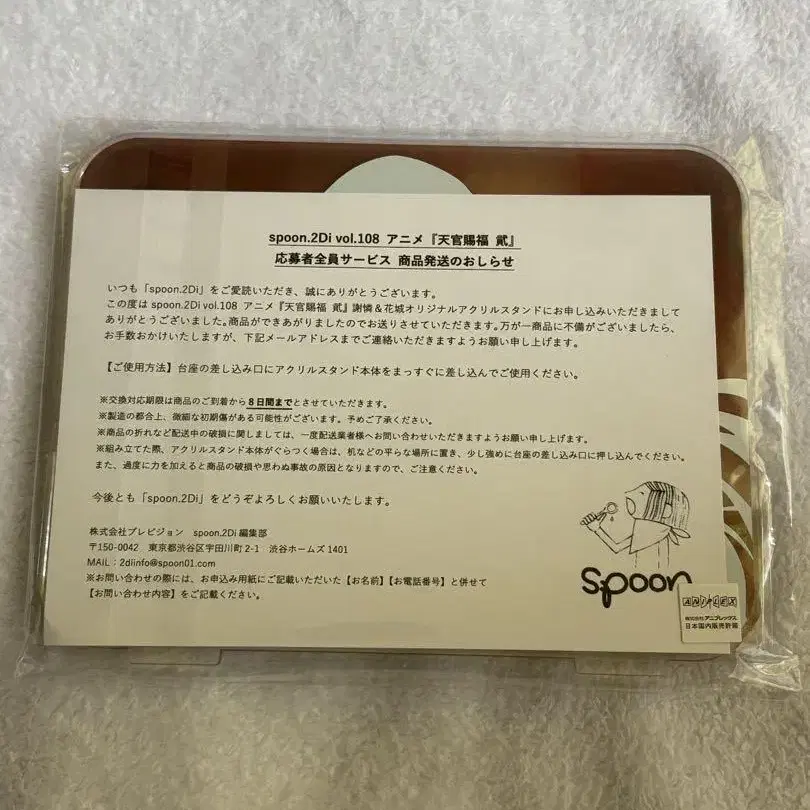 spoon.2Di vol.108 アニメ『天官賜福 貮』
応募者全員サービス 商品発送のおしらせ
いつも「spoon.2Di」をご愛読いただき、誠にありがとうございます。
この度は spoon.2Di vol.108 アニメ『天官賜福 貮』謝憐＆花城オリジナルアクリルスタンドにお申し込みいただきまして
ありがとうございました。商品ができあがりましたのでお送りさせていただきます。万が一商品に不備がございましたら、
お手数おかけいたしますが、下記メールアドレスまでご連絡いただきますようお願い申し上げます。
【ご使用方法】台座の差し込み口にアクリルスタンド本体をまっすぐに差し込んでご使用ください。
※交換対応期限は商品のご到着から8日間までとさせていただきます。
※製造の都合上、微細な初期傷がある可能性がございます。予めご了承ください。
※商品の折れなど配送中の破損に関しましては、一度配送業者様へお問い合わせいただきますようお願い申し上げます。
※組み立てた際、アクリルスタンド本体がぐらつく場合は、机などの平らな場所に置き、少し強めに台座の差し込み口に押し込んでください。
また、過度に力を加えると商品の破損や思わぬ事故の原因となりますので、ご注意ください。
今後とも「spoon.2Di」をどうぞよろしくお願いいたします。
株式会社プレビジョン spoon.2Di 編集部
〒150-0042 東京都渋谷区宇田川町 2-1 渋谷ホームズ 1401
MAIL：2diinfo@spoon01.com
※お問い合わせの際には、お申込み用紙にご記載いただいた【お名前】【お電話番号】と併せて
【お問い合わせ内容】をご記載ください。
spoon
ANIPLEX
株式会社アニプレックス
日本国内販売許諾